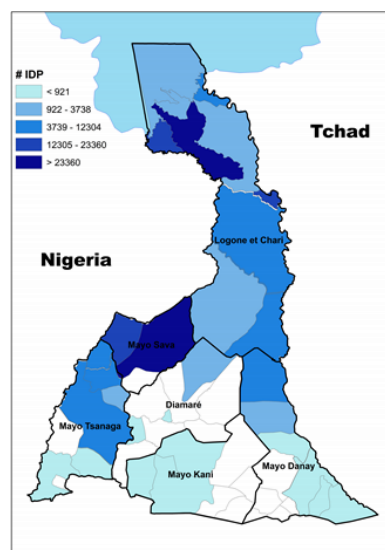 # IDP
< 921
922 - 3738
3739 - 12304
12305 - 23360
> 23360
Tchad
Logone et Chari
Nigeria
Mayo Sava
Diamaré
Mayo Tsanaga
Mayo Kani
Mayo Danay